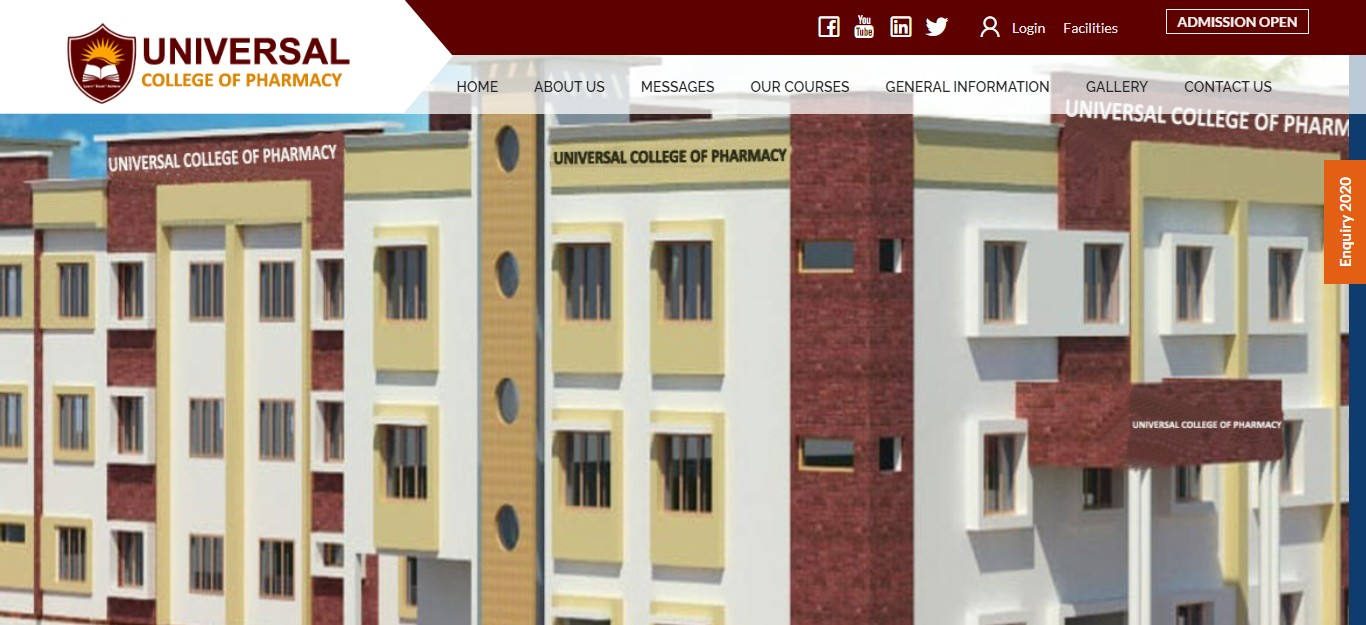 UNIVERSAL
COLLEGE OF PHARMACY
You
Tube
Login
Facilities
ADMISSION OPEN
HOME
ABOUT US
MESSAGES
OUR COURSES
GENERAL INFORMATION
GALLERY
CONTACT US
UNIVERSAL COLLEGE OF PHARMACY
UNIVERSAL COLLEGE OF PHARMACY
UNIVERSAL COLLEGE OF PHARM
Enquiry 2020
UNIVERSAL COLLEGE OF PHARMACY